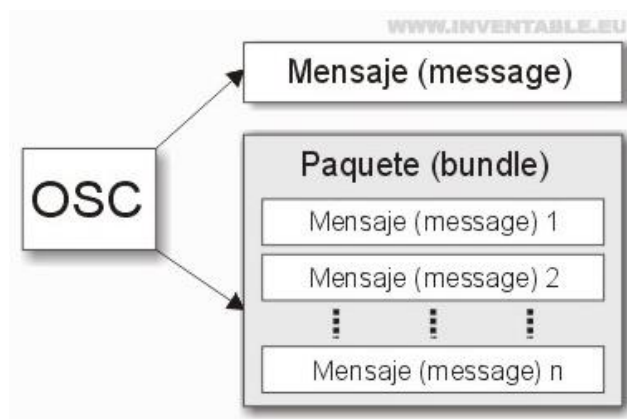 WWW.INVENTABLE.EU
Mensaje (message)
OSC
Paquete (bundle)
Mensaje (message) 1
Mensaje (message) 2
Mensaje (message) n